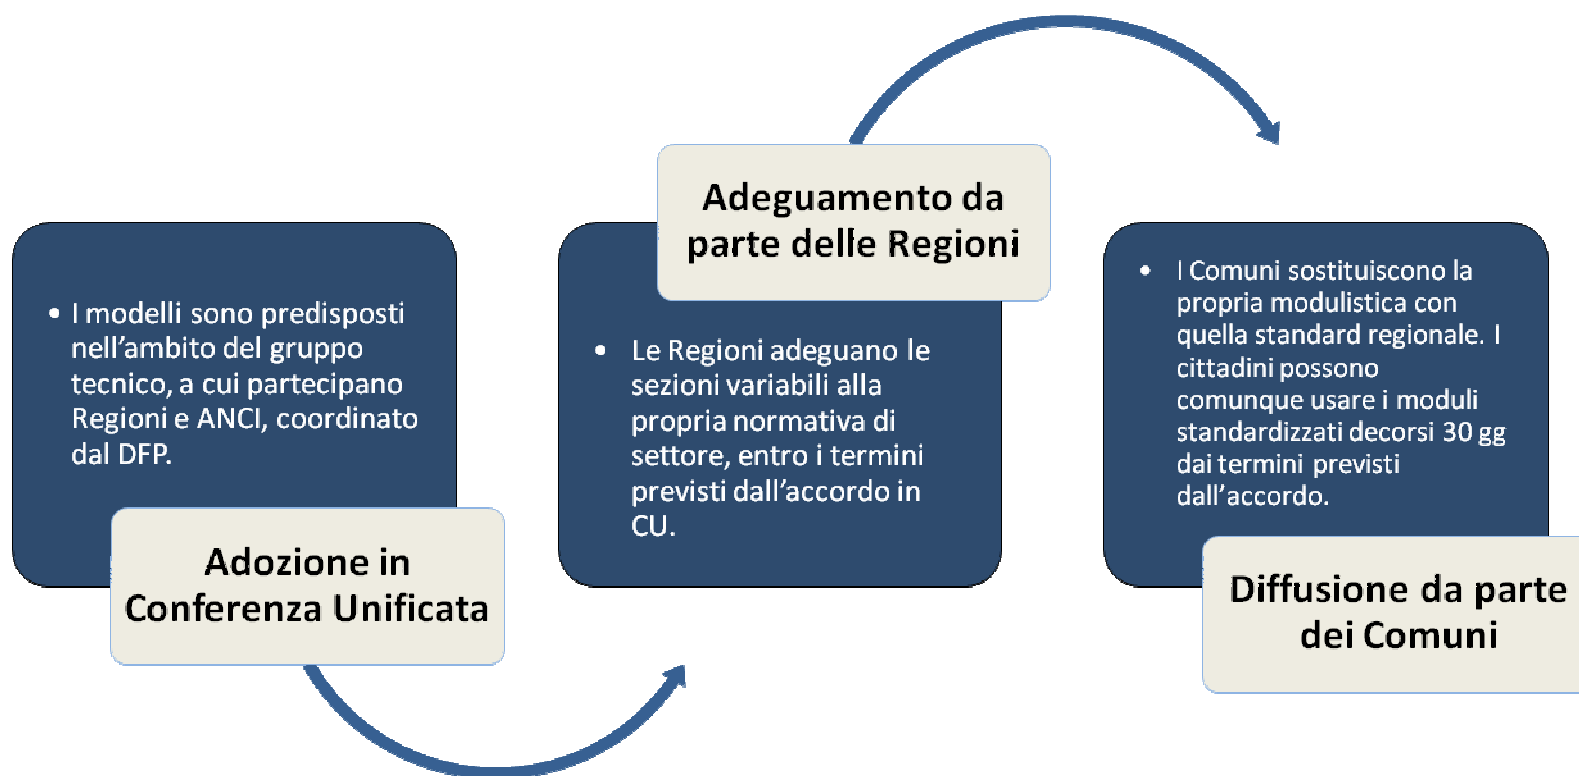 • I modelli sono predisposti
nell'ambito del gruppo
tecnico, a cui partecipano
Regioni e ANCI, coordinato
dal DFP.
Adozione in
Conferenza Unificata
Adeguamento da
parte delle Regioni
• Le Regioni adeguano le
sezioni variabili alla
propria normativa di
settore, entro i termini
previsti dall'accordo in
CU.
• I Comuni sostituiscono la
propria modulistica con
quella standard regionale. I
cittadini possono
comunque usare i moduli
standardizzati decorsi 30 gg
dai termini previsti
dall'accordo.
Diffusione da parte
dei Comuni